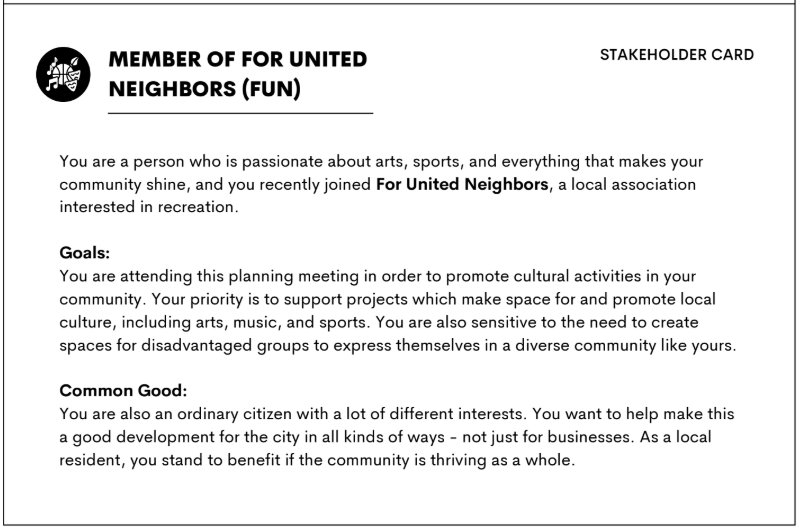 MEMBER OF FOR UNITED
NEIGHBORS (FUN)
STAKEHOLDER CARD
You are a person who is passionate about arts, sports, and everything that makes your
community shine, and you recently joined For United Neighbors, a local association
interested in recreation.
Goals:
You are attending this planning meeting in order to promote cultural activities in your
community. Your priority is to support projects which make space for and promote local
culture, including arts, music, and sports. You are also sensitive to the need to create
spaces for disadvantaged groups to express themselves in a diverse community like yours.
Common Good:
You are also an ordinary citizen with a lot of different interests. You want to help make this
a good development for the city in all kinds of ways - not just for businesses. As a local
resident, you stand to benefit if the community is thriving as a whole.